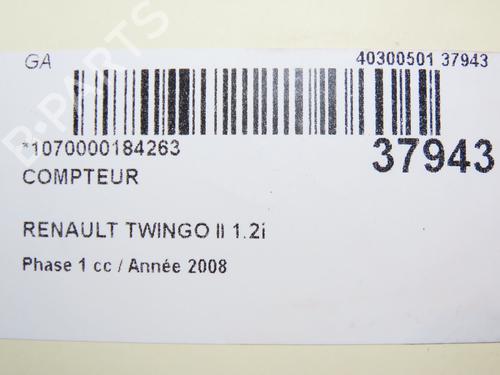 GA
40300501 37943
*1070000184263
37943
COMPTEUR
RENAULT TWINGO II 1.2i
Phase 1 cc / Année 2008
B-PARTS